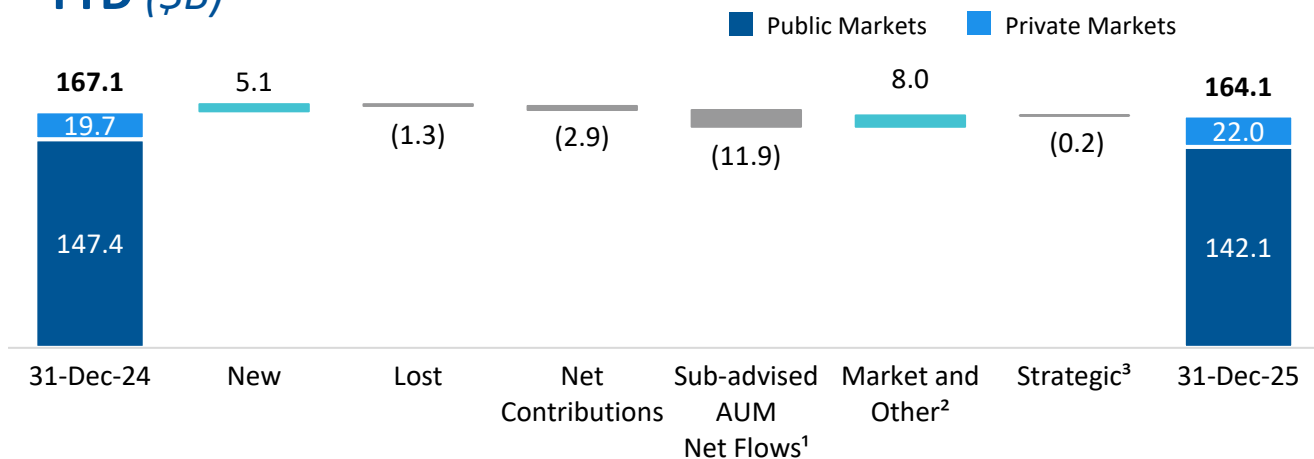 YTD ($B)
Public Markets Private Markets
167.1 5.1 8.0 164.1
19.7 (1.3) (2.9) (11.9) (0.2) 22.0
147.4 142.1
31-Dec-24 New Lost Net Contributions Sub-advised AUM Net Flows¹ Market and Other² Strategic³ 31-Dec-25